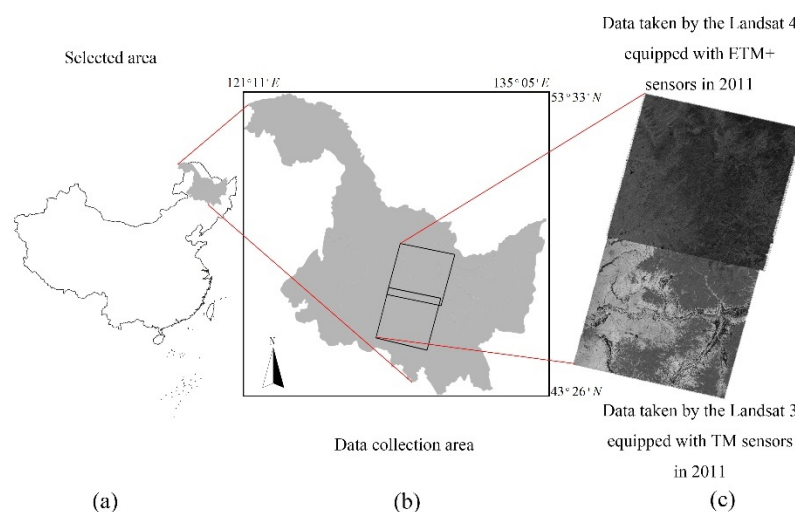 Selected area
121°11′E
135°05′E
53°33′N
43°26′N
N
Data collection area
Data taken by the Landsat 4
equipped with ETM+
sensors in 2011
Data taken by the Landsat 3
equipped with TM sensors
in 2011
(a)
(b)
(c)